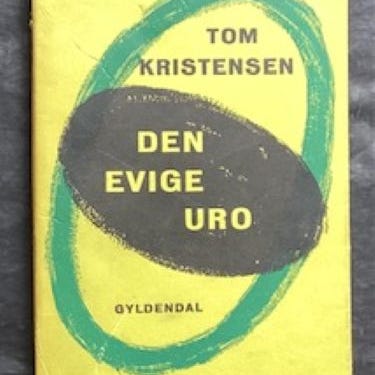 TOM
KRISTENSEN
DEN
EVIGE
URO
GYLDENDAL